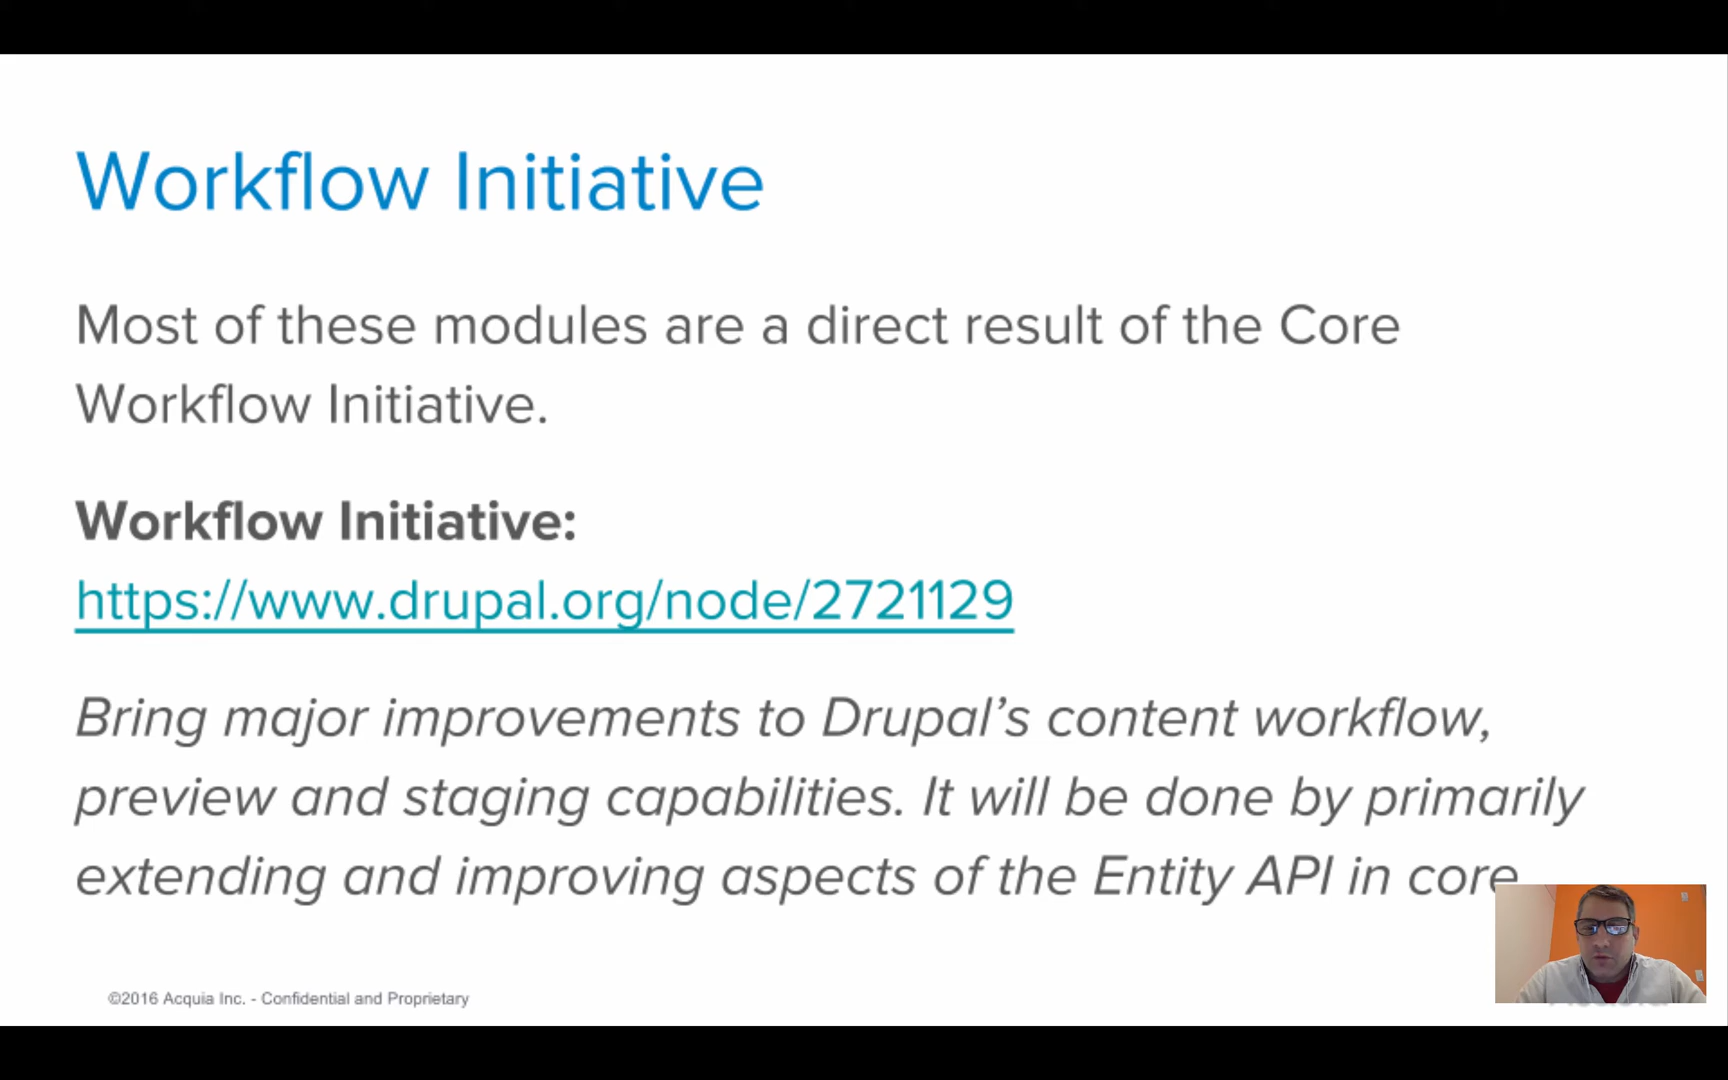 Workflow Initiative
Most of these modules are a direct result of the Core
Workflow Initiative.
Workflow Initiative:
https://www.drupal.org/node/2721129
Bring major improvements to Drupal’s content workflow,
preview and staging capabilities. It will be done by primarily
extending and improving aspects of the Entity API in core
©2016 Acquia Inc. - Confidential and Proprietary